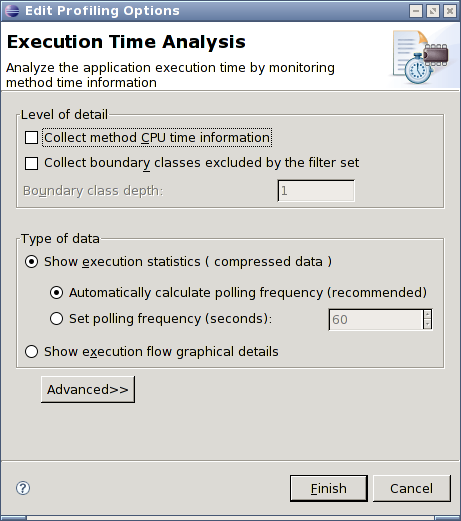 Edit Profiling Options
Execution Time Analysis
Analyze the application execution time by monitoring
method time information
Level of detail
Collect method CPU time information
Collect boundary classes excluded by the filter set
Boundary class depth:
1
Type of data
Show execution statistics ( compressed data )
Automatically calculate polling frequency (recommended)
Set polling frequency (seconds):
60
Show execution flow graphical details
Advanced>>
?
Finish
Cancel